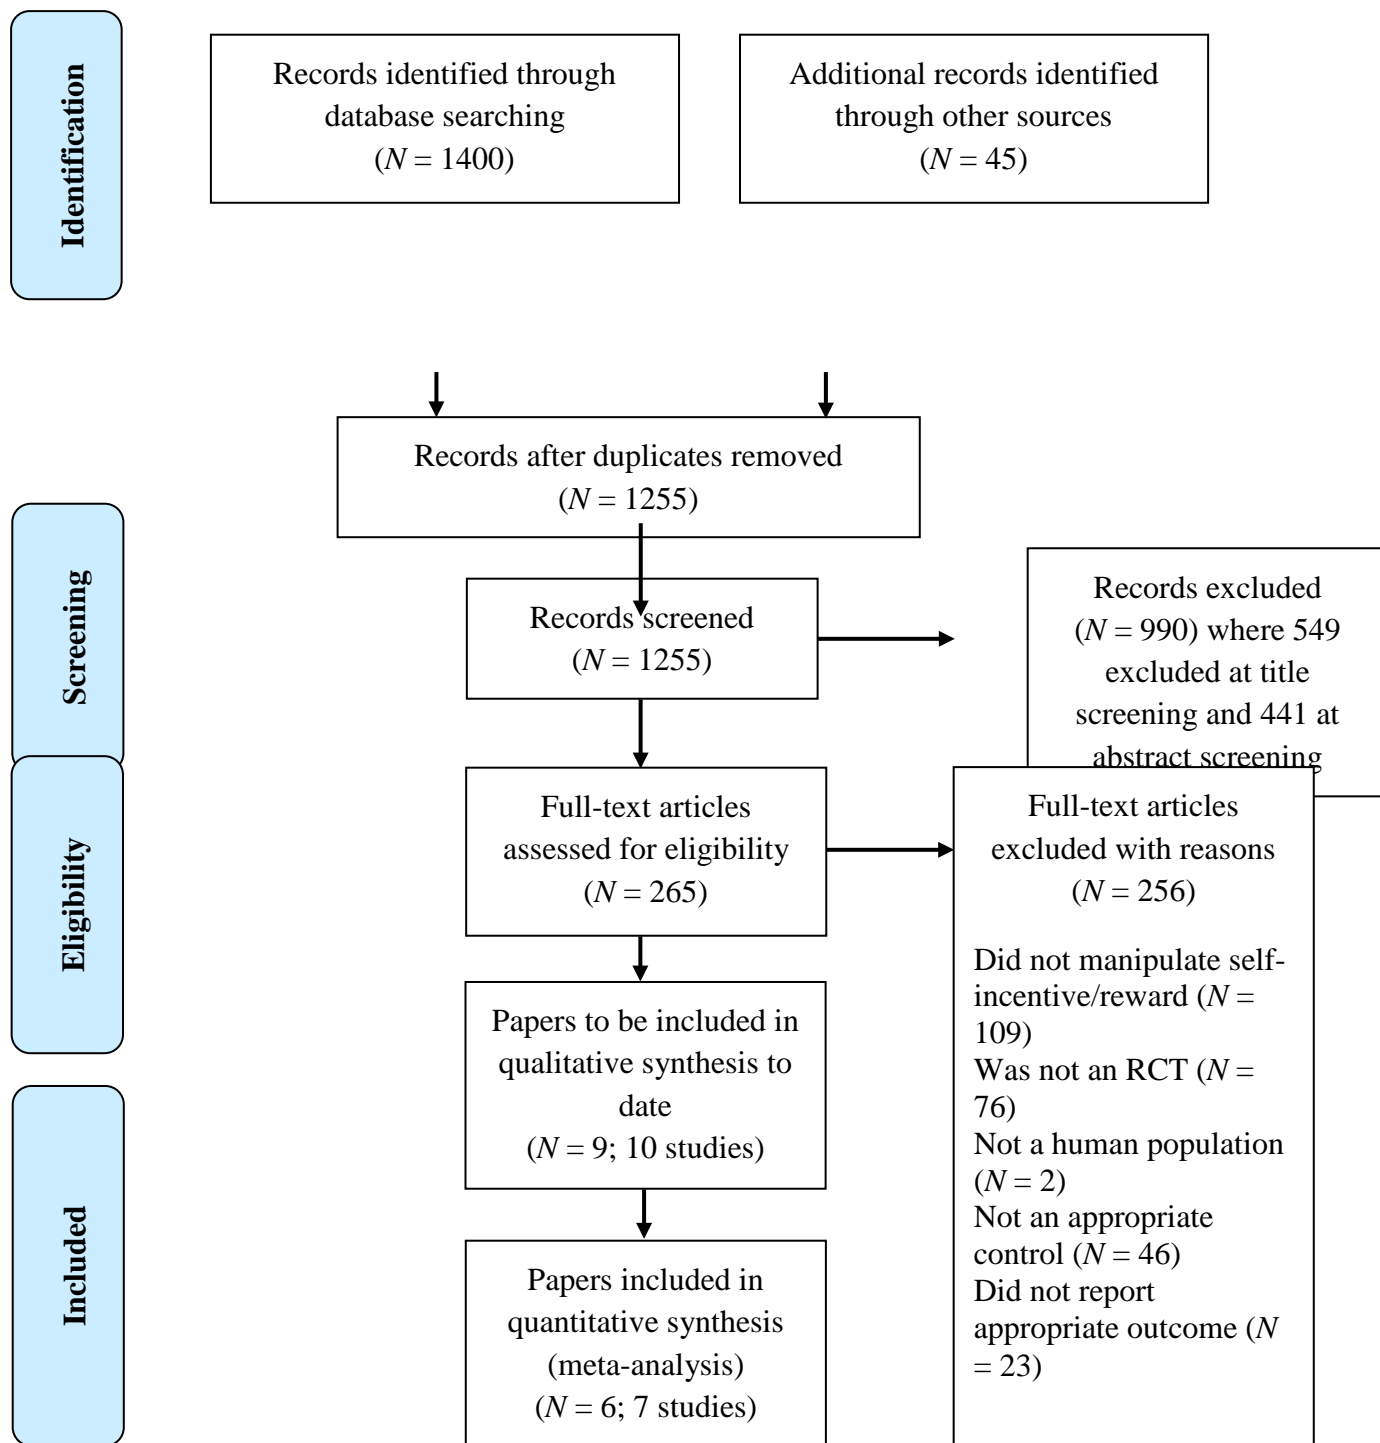 Identification
Records identified through
database searching
(N = 1400)
Additional records identified
through other sources
(N = 45)
Records after duplicates removed
(N = 1255)
Screening
Records screened
(N = 1255)
Records excluded
(N = 990) where 549
excluded at title
screening and 441 at
abstract screening
Eligibility
Full-text articles
assessed for eligibility
(N = 265)
Full-text articles
excluded with reasons
(N = 256)
Did not manipulate self-
incentive/reward (N =
109)
Was not an RCT (N =
76)
Not a human population
(N = 2)
Not an appropriate
control (N = 46)
Did not report
appropriate outcome (N
= 23)
Papers to be included in
qualitative synthesis to
date
(N = 9; 10 studies)
Included
Papers included in
quantitative synthesis
(meta-analysis)
(N = 6; 7 studies)